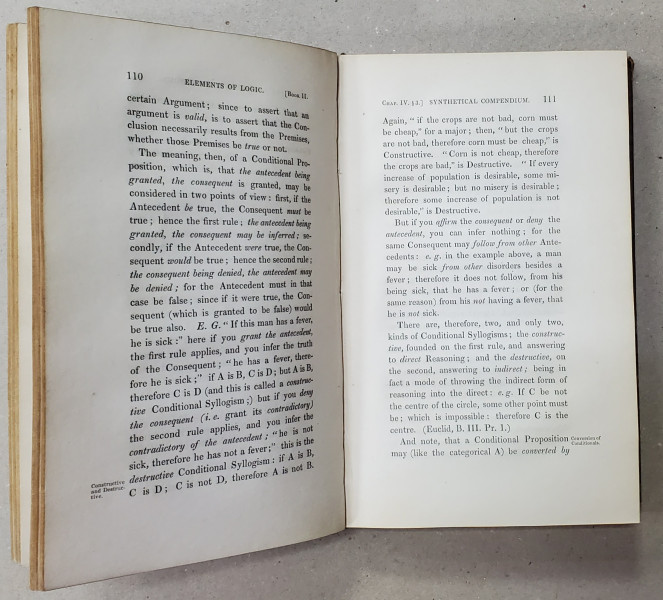 110
ELEMENTS OF LOGIC.
[Book II.
certain Argument; since to assert that an
argument is valid, is to assert that the Con-
clusion necessarily results from the Premises,
whether those Premises be true or not.
The meaning, then, of a Conditional Pro-
position, which is, that the antecedent being
granted, the consequent is granted, may be
considered in two points of view: first, if the
Antecedent be true, the Consequent must be
true; hence the first rule; the antecedent being
granted, the consequent may be inferred; se-
condly, if the Antecedent were true, the Con-
sequent would be true; hence the second rule;
the consequent being denied, the antecedent may
be denied; for the Antecedent must in that
case be false; since if it were true, the Con-
sequent (which is granted to be false) would
be true also. E. G. "If this man has a fever,
he is sick:" here if you grant the antecedent,
the first rule applies, and you infer the truth
of the Consequent; "he has a fever, there-
fore he is sick;" if A is B, C is D; but A is B,
therefore C is D (and this is called a construc-
tive Conditional Syllogism;) but if you deny
the consequent (i. e. grant its contradictory)
the second rule applies, and you infer the
contradictory of the antecedent; "he is not
sick, therefore he has not a fever;" this is the
Constructive
and Destruc-
tive.
destructive Conditional Syllogism: if A is B,
C is D; C is not D, therefore A is not B.
Chap. IV. §3.] SYNTHETICAL COMPENDIUM. 111
Again, "if the crops are not bad, corn must
be cheap," for a major; then, "but the crops
are not bad, therefore corn must be cheap," is
Constructive. "Corn is not cheap, therefore
the crops are bad," is Destructive. "If every
increase of population is desirable, some mi-
sery is desirable; but no misery is desirable;
therefore some increase of population is not
desirable," is Destructive.
But if you affirm the consequent or deny the
antecedent, you can infer nothing; for the
same Consequent may follow from other Ante-
cedents: e. g. in the example above, a man
may be sick from other disorders besides a
fever; therefore it does not follow, from his
being sick, that he has a fever; or (for the
same reason) from his not having a fever, that
he is not sick.
There are, therefore, two, and only two,
kinds of Conditional Syllogisms; the construc-
tive, founded on the first rule, and answering
to direct Reasoning; and the destructive, on
the second, answering to indirect; being in
fact a mode of throwing the indirect form of
reasoning into the direct: e. g. If C be not
the centre of the circle, some other point must
be; which is impossible: therefore C is the
centre. (Euclid, B. III. Pr. 1.)
And note, that a Conditional Proposition
may (like the categorical A) be converted by
Conversion of
Conditionals.